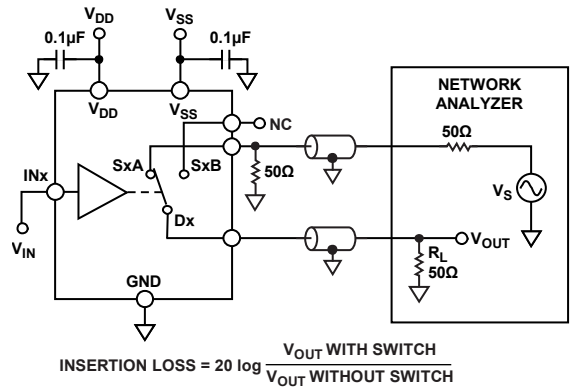 VDD
VSS
0.1µF
0.1µF
VDD
VSS
NC
NETWORK
ANALYZER
50Ω
SxA
SxB
50Ω
INx
VS
Dx
VOUT
VIN
RL
50Ω
GND
INSERTION LOSS = 20 log VOUT WITH SWITCH
VOUT WITHOUT SWITCH